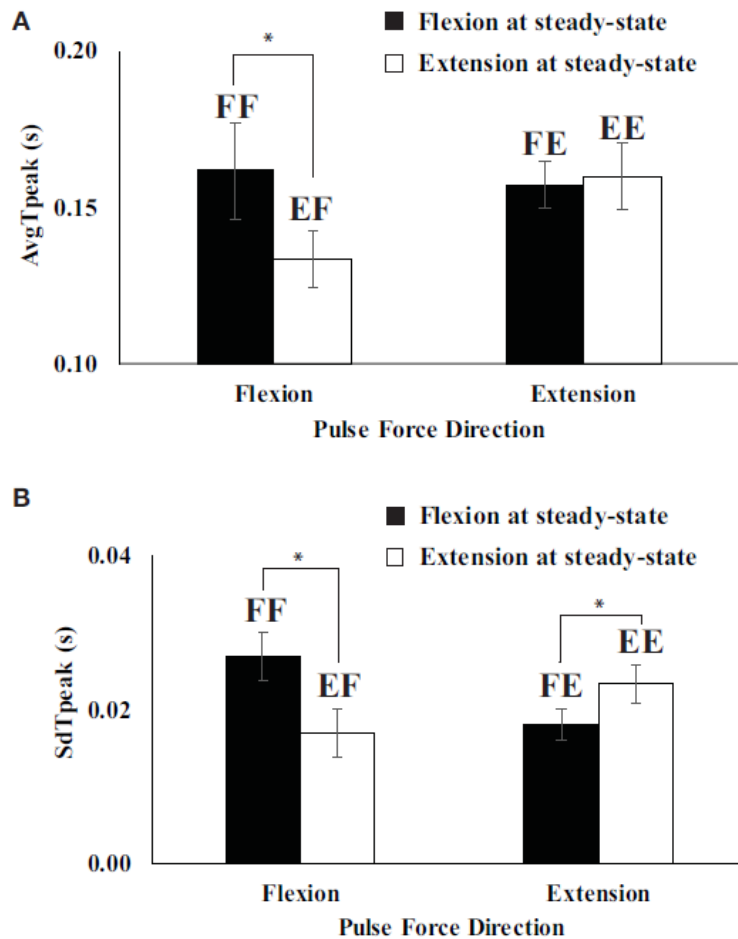 A
Flexion at steady-state
Extension at steady-state
0.20
*
FF
EF
FE
EE
0.15
0.10
AvgTpeak (s)
Flexion
Extension
Pulse Force Direction
B
Flexion at steady-state
Extension at steady-state
0.04
*
*
FF
EF
FE
EE
0.02
0.00
SdTpeak (s)
Flexion
Extension
Pulse Force Direction